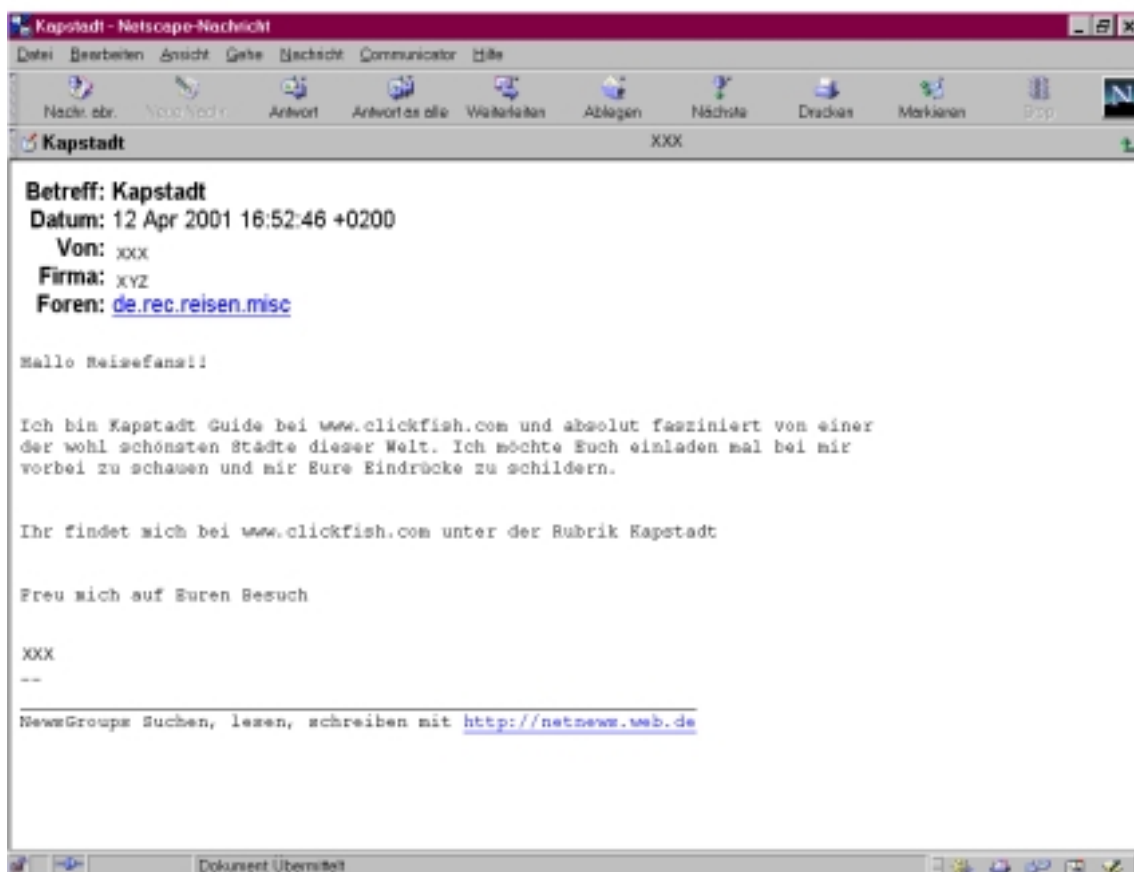 Kapstadt - Netscape-Nachricht
Datei Bearbeiten Ansicht Gehe Nachricht Communicator Hilfe
Nachr. abr. Neue Nachr. Antwort Antwort an alle Weiterleiten Ablegen Nächste Drucken Markieren Stop
Kapstadt XXX
Betreff: Kapstadt
Datum: 12 Apr 2001 16:52:46 +0200
Von: XXX
Firma: XYZ
Foren: de.rec.reisen.misc
Hallo Reisefans!!
Ich bin Kapstadt Guide bei www.clickfish.com und absolut fasziniert von einer
der wohl schönsten Städte dieser Welt. Ich möchte Euch einladen mal bei mir
vorbei zu schauen und mir Eure Eindrücke zu schildern.
Ihr findet mich bei www.clickfish.com unter der Rubrik Kapstadt
Freu mich auf Euren Besuch
XXX
--
NewsGroups Suchen, lesen, schreiben mit http://netnews.web.de
Dokument Übermittelt